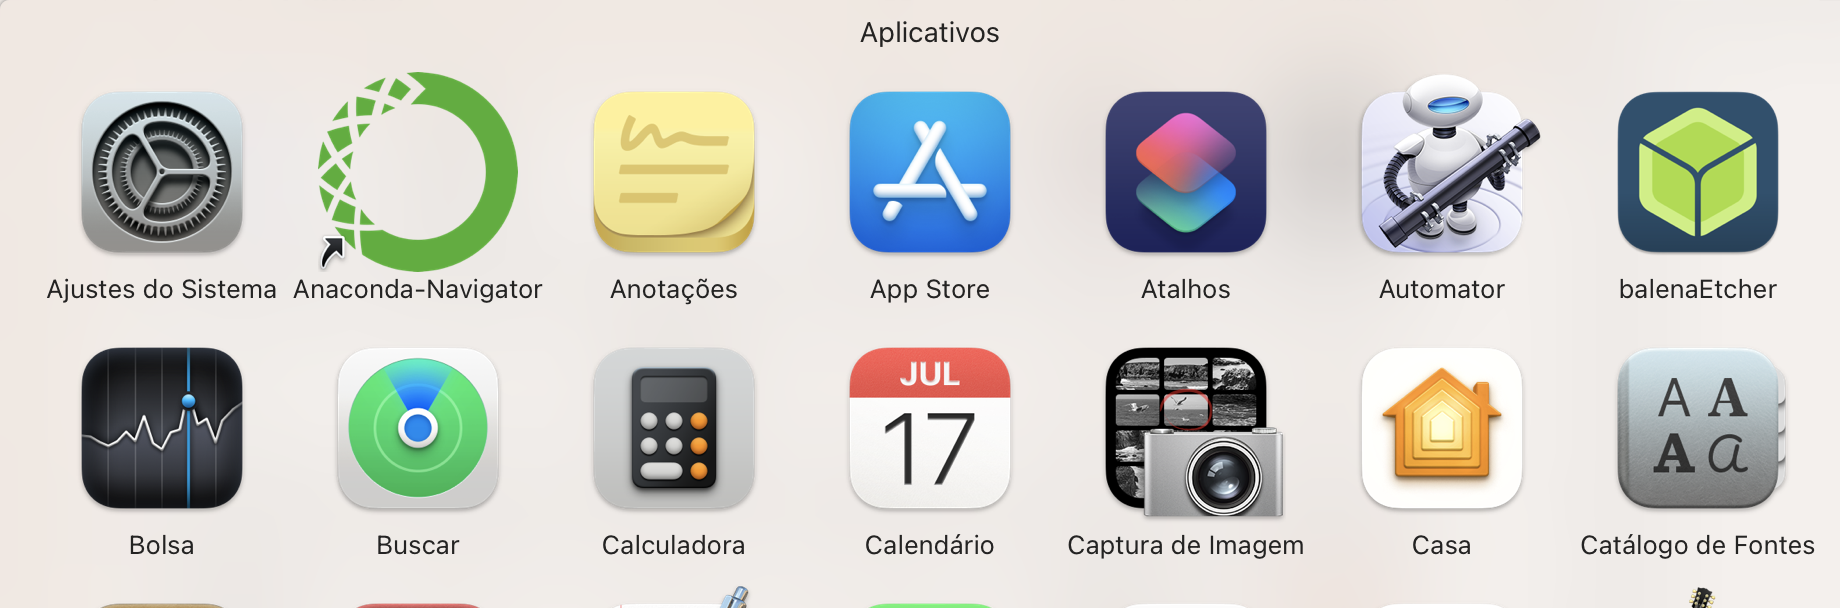 Aplicativos
Ajustes do Sistema
Anaconda-Navigator
Anotações
App Store
Atalhos
Automator
balenaEtcher
JUL
17
A A
A a
Bolsa
Buscar
Calculadora
Calendário
Captura de Imagem
Casa
Catálogo de Fontes